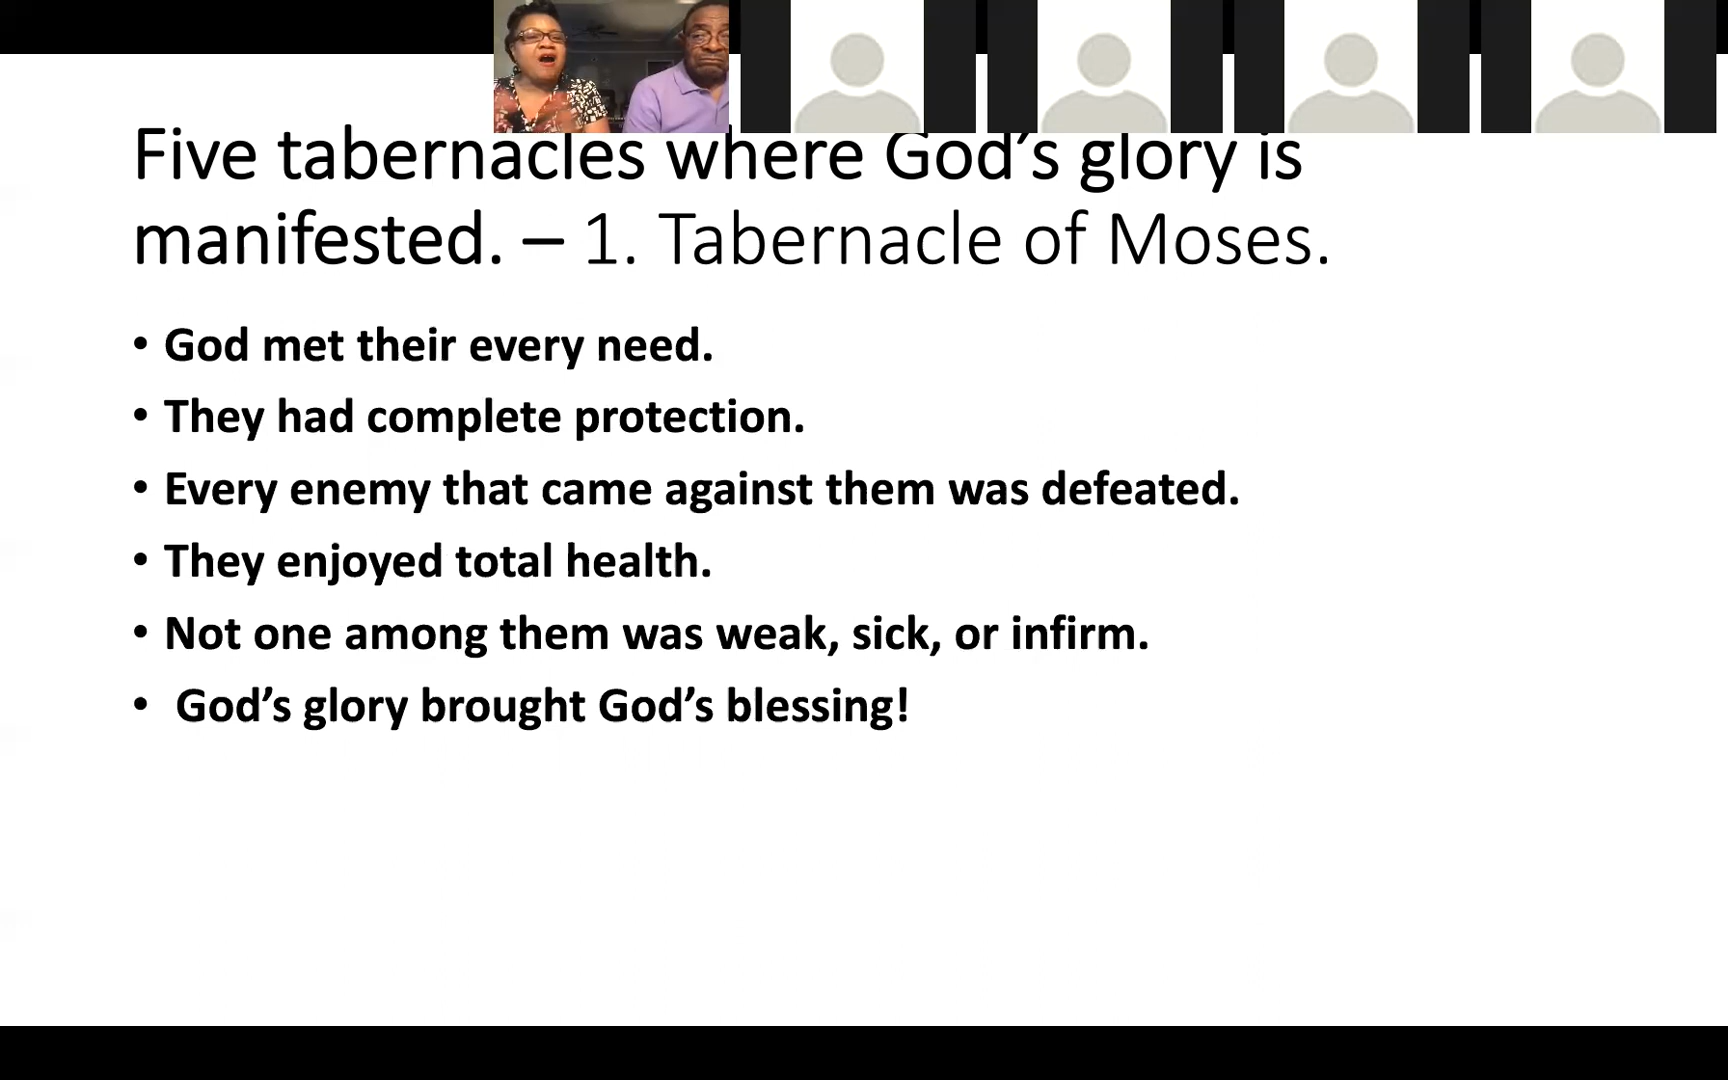 Five tabernacles where God’s glory is
manifested. – 1. Tabernacle of Moses.
• God met their every need.
• They had complete protection.
• Every enemy that came against them was defeated.
• They enjoyed total health.
• Not one among them was weak, sick, or infirm.
• God’s glory brought God’s blessing!